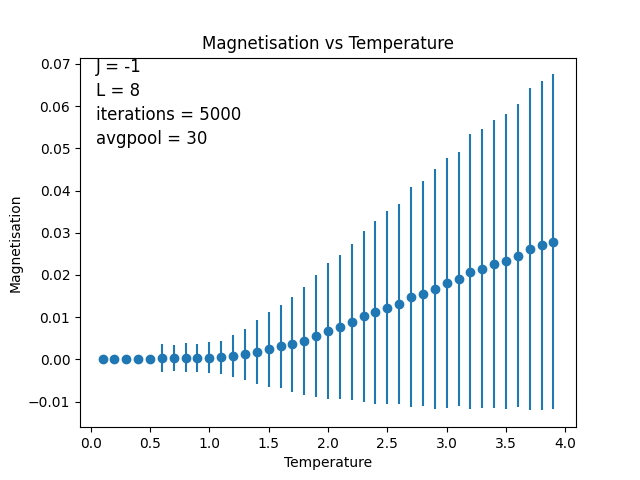 Magnetisation vs Temperature
J = -1
L = 8
iterations = 5000
avgpool = 30
Magnetisation
0.07
0.06
0.05
0.04
0.03
0.02
0.01
0.00
−0.01
0.0 0.5 1.0 1.5 2.0 2.5 3.0 3.5 4.0
Temperature